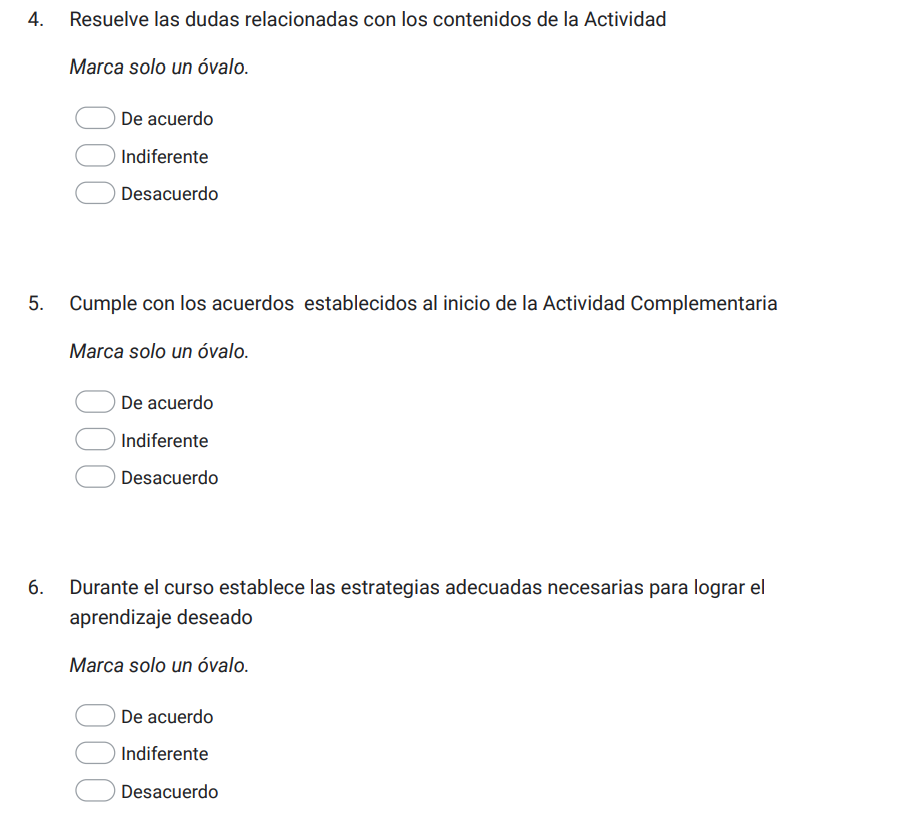 4. Resuelve las dudas relacionadas con los contenidos de la Actividad
Marca solo un óvalo.
De acuerdo
Indiferente
Desacuerdo
5. Cumple con los acuerdos establecidos al inicio de la Actividad Complementaria
Marca solo un óvalo.
De acuerdo
Indiferente
Desacuerdo
6. Durante el curso establece las estrategias adecuadas necesarias para lograr el
aprendizaje deseado
Marca solo un óvalo.
De acuerdo
Indiferente
Desacuerdo